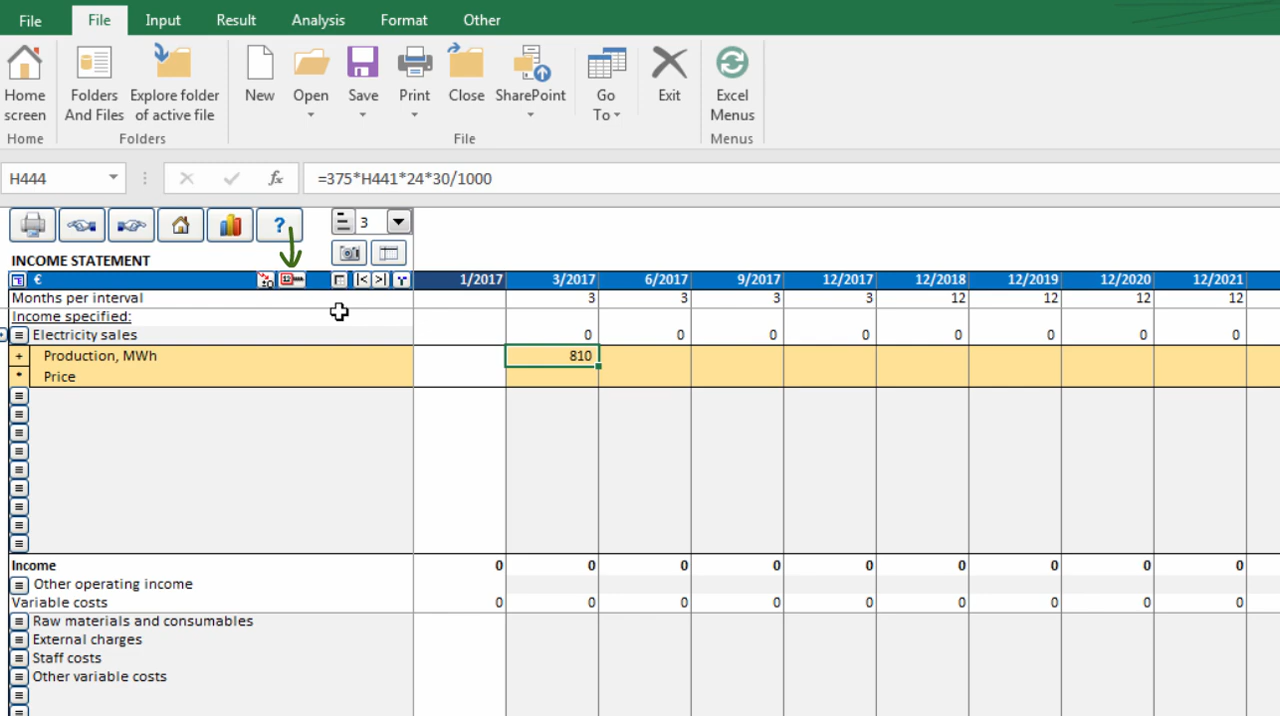 File File Input Result Analysis Format Other
Home screen Folders And Files Explore folder of active file New Open Save Print Close SharePoint Go To Exit Excel Menus
Home Folders File Menus
H444 fx =375*H441*24*30/1000
? 3
INCOME STATEMENT
€ 1/2017 3/2017 6/2017 9/2017 12/2017 12/2018 12/2019 12/2020 12/2021
Months per interval 3 3 3 3 12 12 12 12
Income specified:
Electricity sales 0 0 0 0 0 0 0 0
+ Production, MWh 810
* Price
Income 0 0 0 0 0 0 0 0 0
Other operating income
Variable costs 0 0 0 0 0 0 0 0 0
Raw materials and consumables
External charges
Staff costs
Other variable costs